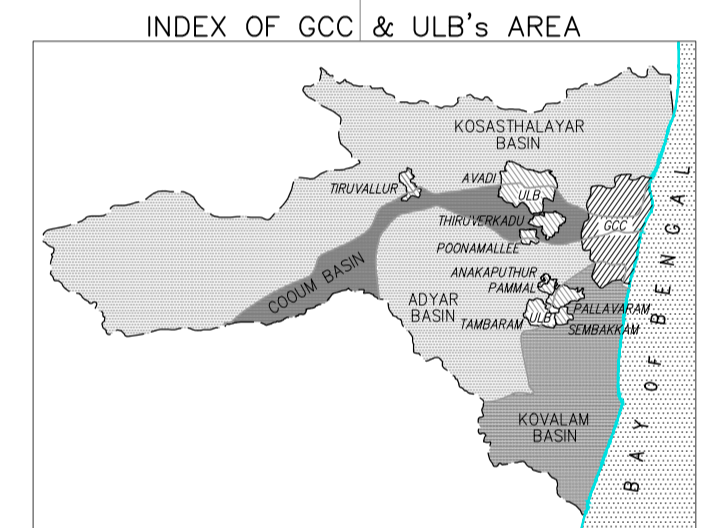 INDEX OF GCC & ULB's AREA
KOSASTHALAYAR
BASIN
TIRUVALLUR
AVADI
ULB
THIRUVERKADU
GCC
POONAMALLEE
COOUM BASIN
ANAKAPUTHUR
PAMMAL
ADYAR
BASIN
PALLAVARAM
TAMBARAM
ULB
SEMBAKKAM
KOVALAM
BASIN
BAY OF BENGAL